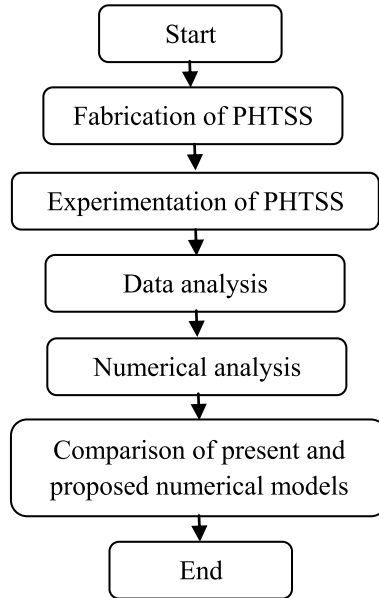 Start
Fabrication of PHTSS
Experimentation of PHTSS
Data analysis
Numerical analysis
Comparison of present and
proposed numerical models
End